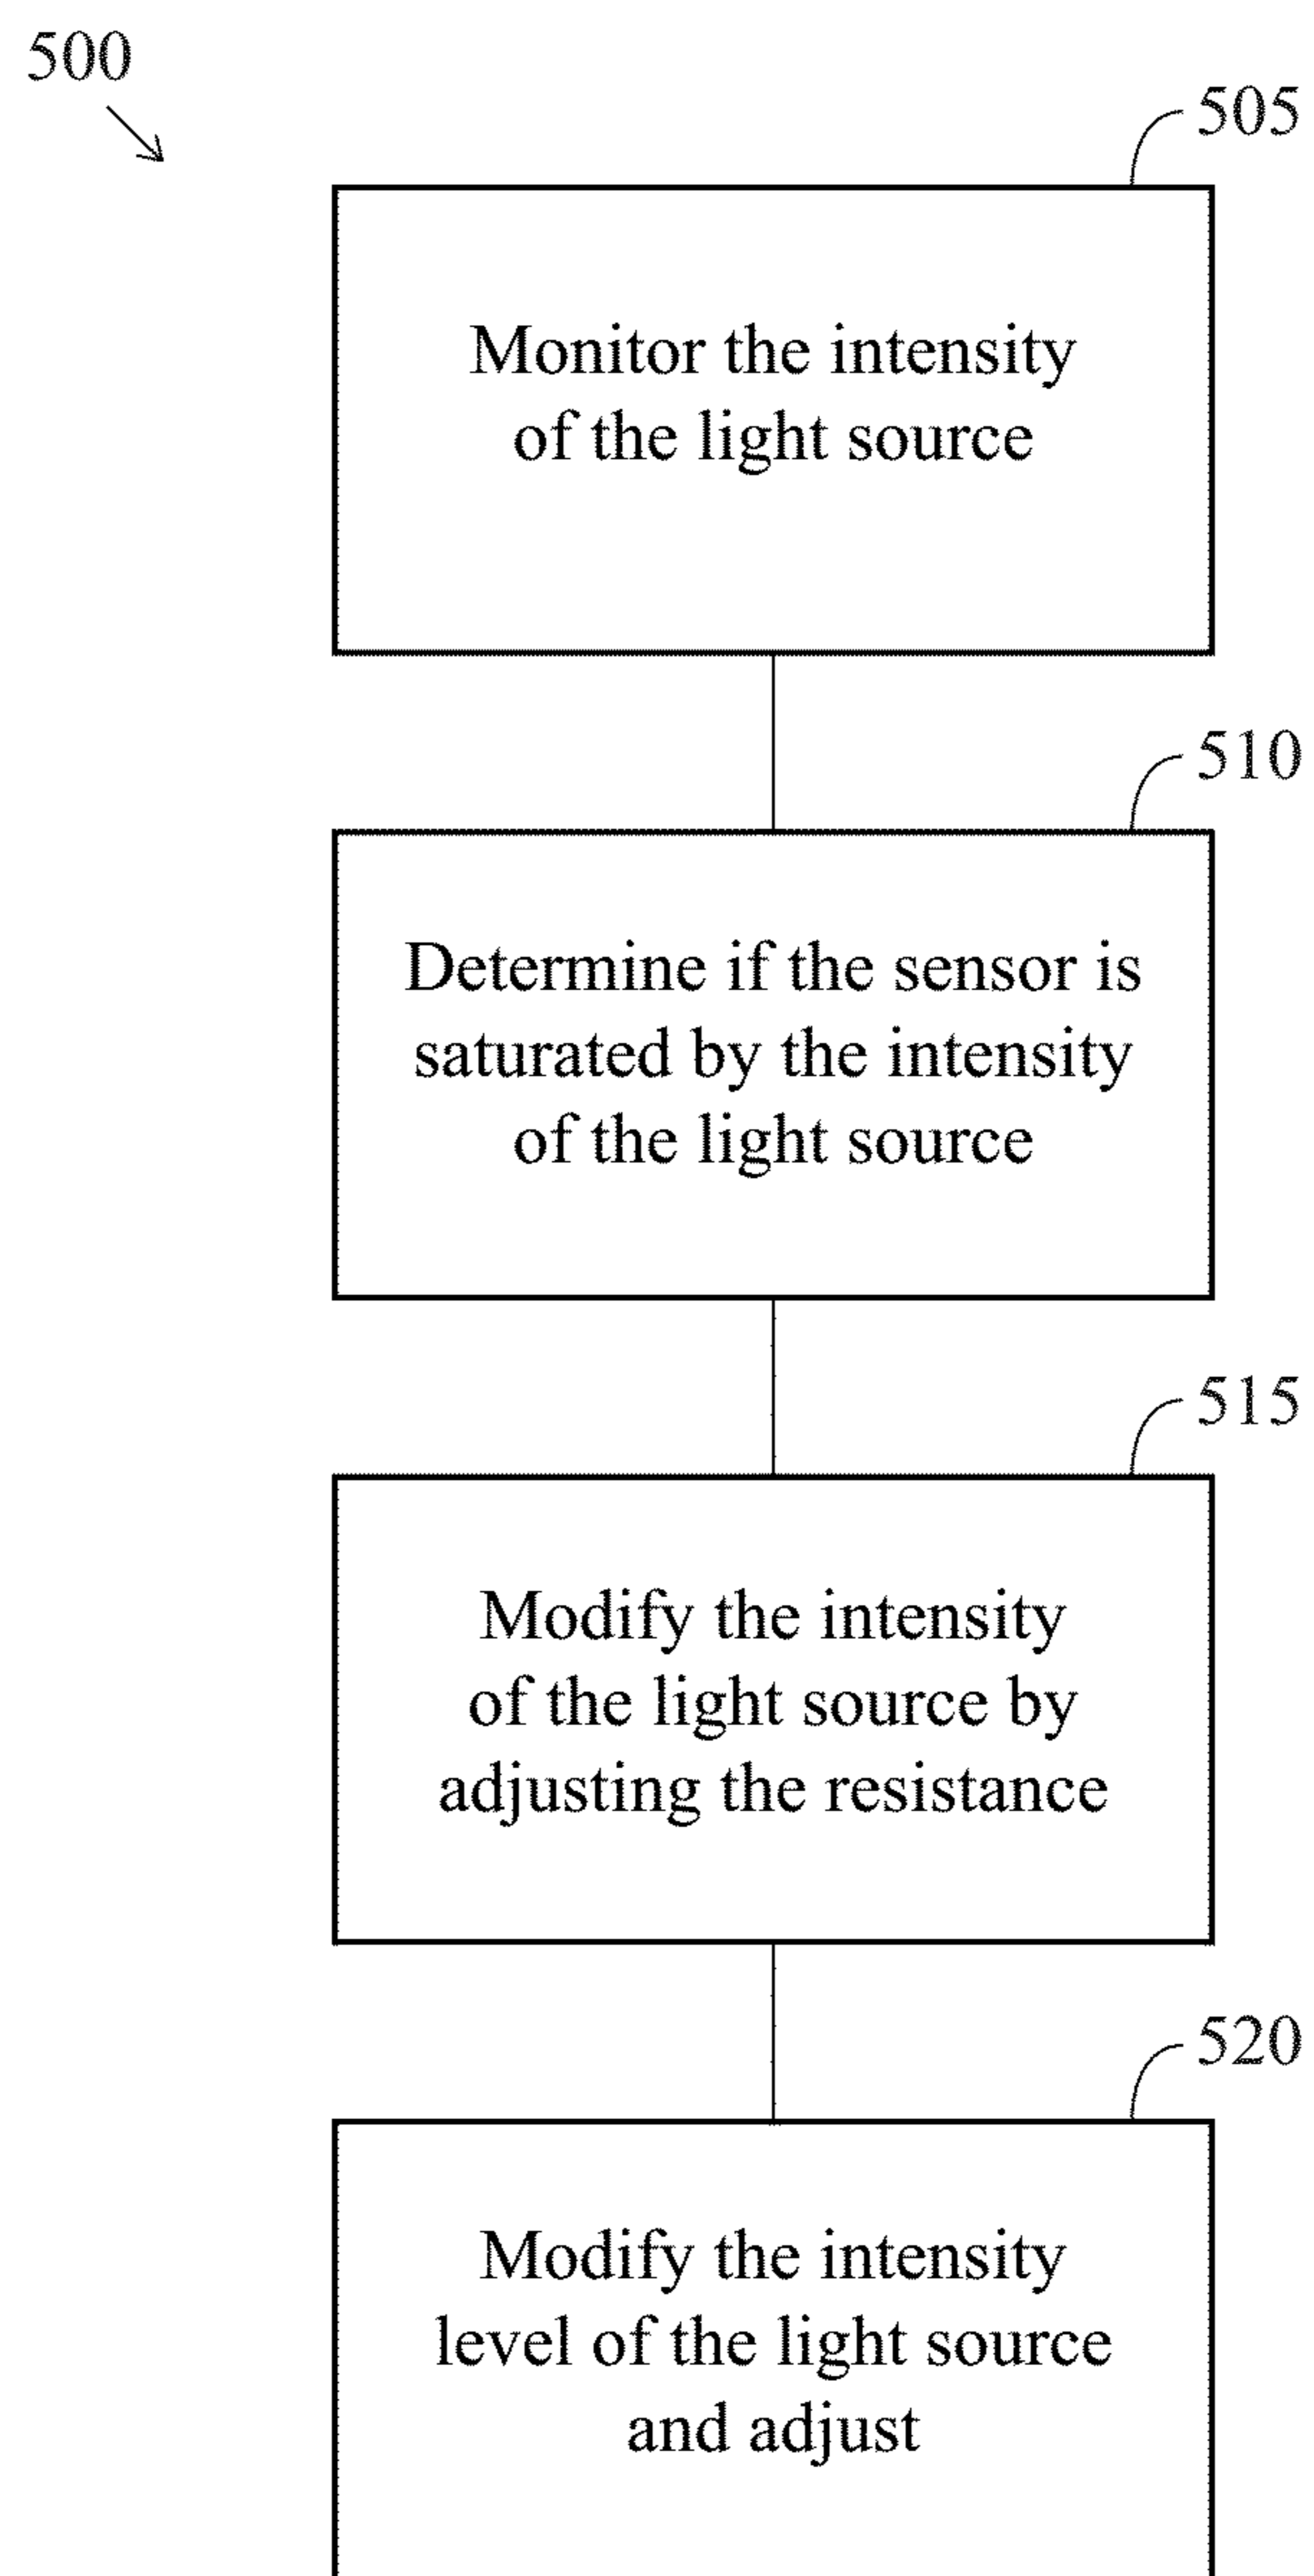 500
505
Monitor the intensity
of the light source
510
Determine if the sensor is
saturated by the intensity
of the light source
515
Modify the intensity
of the light source by
adjusting the resistance
520
Modify the intensity
level of the light source
and adjust